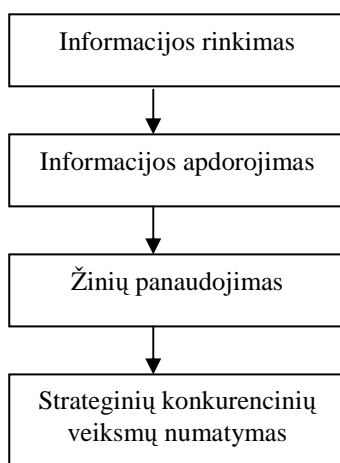 Informacijos rinkimas
Informacijos apdorojimas
Žinių panaudojimas
Strateginių konkurencinių
veiksmų numatymas